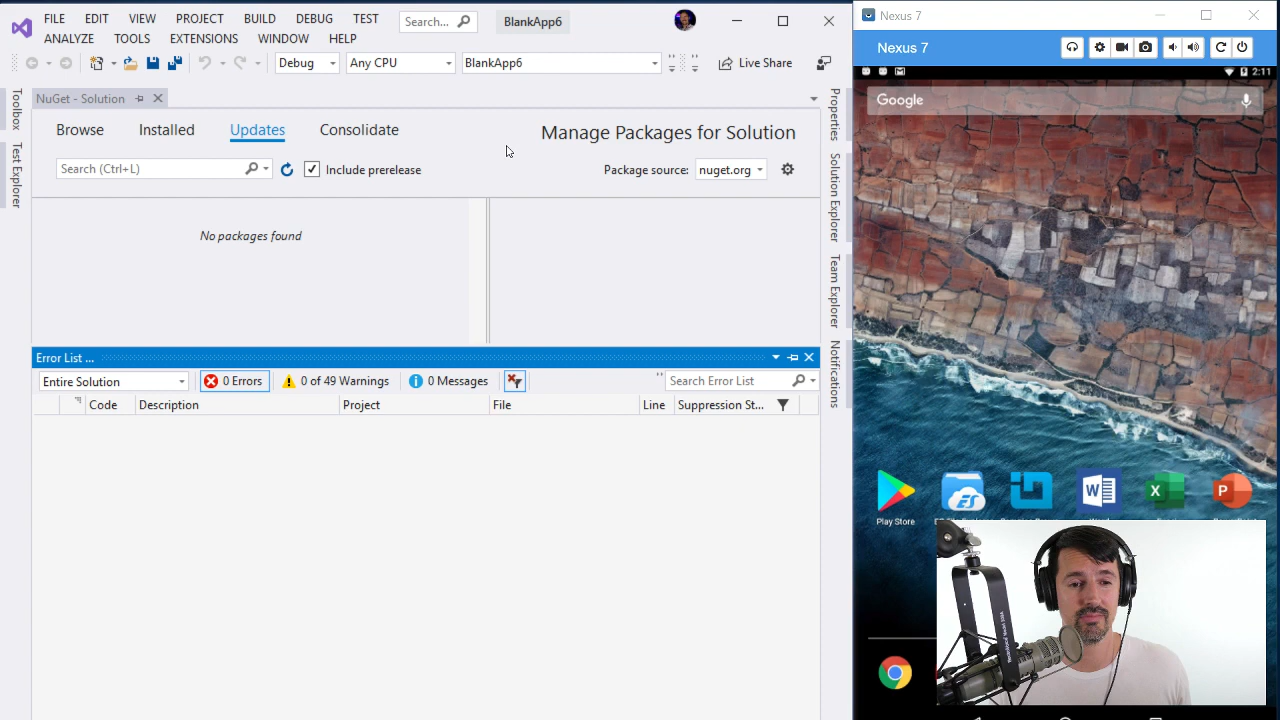 FILE EDIT VIEW PROJECT BUILD DEBUG TEST Search... BlankApp6
ANALYZE TOOLS EXTENSIONS WINDOW HELP
Debug Any CPU BlankApp6 Live Share
Toolbox
Test Explorer
NuGet - Solution
Browse Installed Updates Consolidate Manage Packages for Solution
Search (Ctrl+L) Include prerelease Package source: nuget.org
No packages found
Error List ...
Entire Solution 0 Errors 0 of 49 Warnings 0 Messages Search Error List
Code Description Project File Line Suppression St...
Properties
Solution Explorer
Team Explorer
Notifications
Nexus 7
Nexus 7
2:11
Google
Play Store